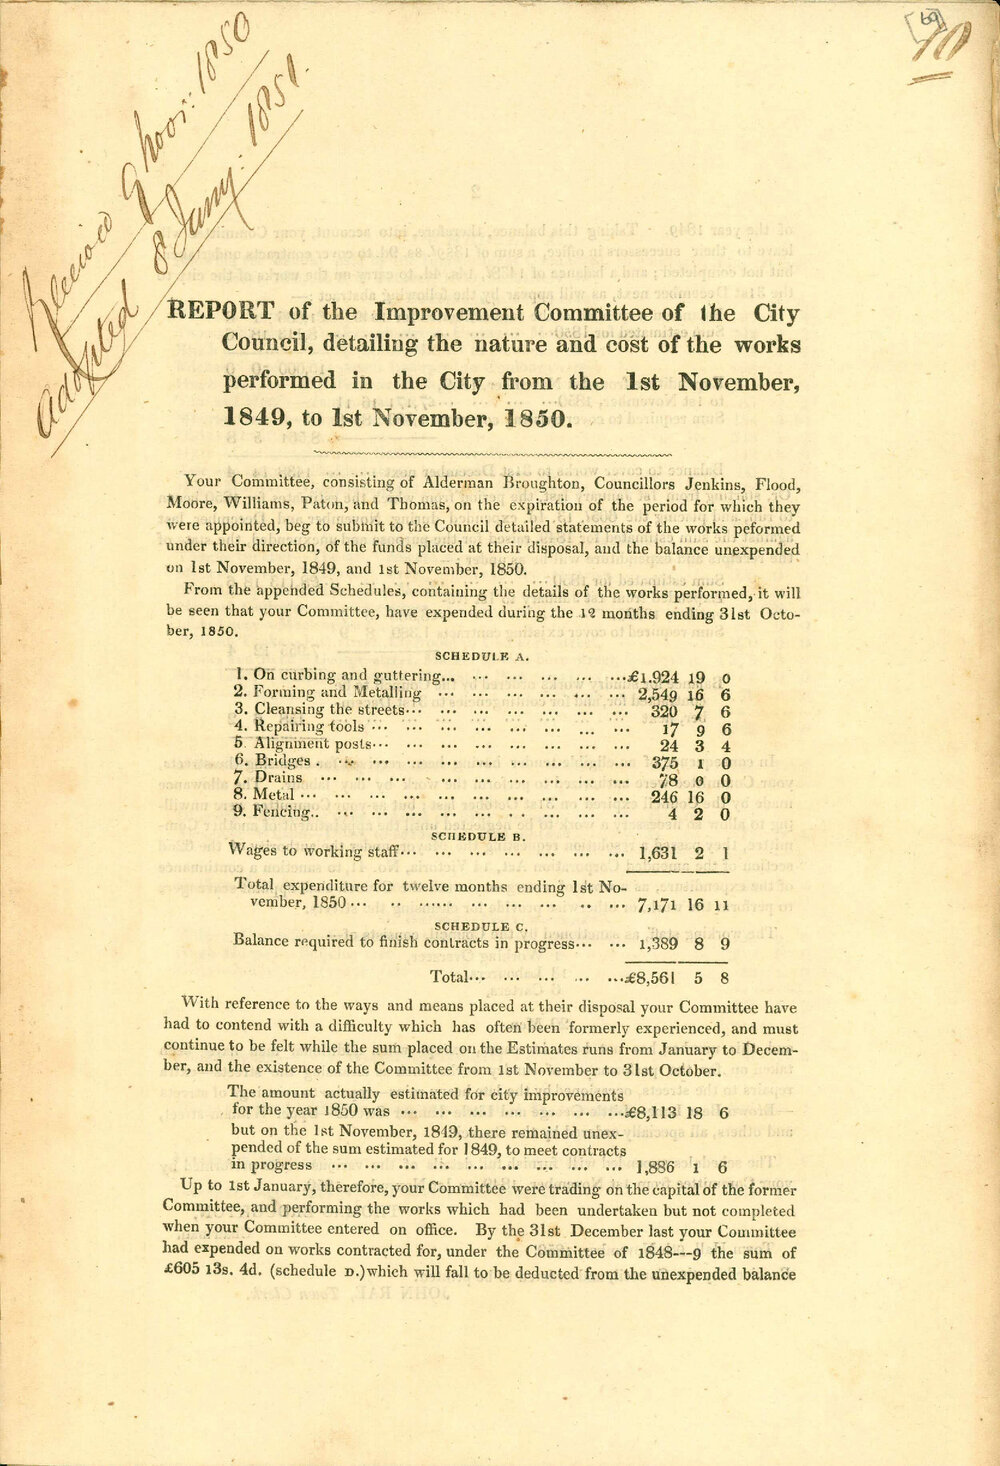 [69]
70
Received 9 Novr: 1850
Adopted 8 Jany: 1851.
REPORT of the Improvement Committee of the City
Council, detailing the nature and cost of the works
performed in the City from the 1st November,
1849, to 1st November, 1850.
Your Committee, consisting of Alderman Broughton, Councillors Jenkins, Flood,
Moore, Williams, Paton, and Thomas, on the expiration of the period for which they
were appointed, beg to submit to the Council detailed statements of the works peformed
under their direction, of the funds placed at their disposal, and the balance unexpended
on 1st November, 1849, and 1st November, 1850.
From the appended Schedules, containing the details of the works performed, it will
be seen that your Committee, have expended during the 12 months ending 31st Octo-
ber, 1850.
SCHEDULE A.
1. On curbing and guttering... ... ... ... ... ...£1.924 19 0
2. Forming and Metalling ... ... ... ... ... ... 2,549 16 6
3. Cleansing the streets... ... ... ... ... ... ... 320 7 6
4. Repairing tools ... ... ... ... ... ... ... ... 17 9 6
5. Alignment posts... ... ... ... ... ... ... ... 24 3 4
6. Bridges . ... ... ... ... ... ... ... ... ... 375 1 0
7. Drains ... ... ... ... ... ... ... ... ... 78 0 0
8. Metal ... ... ... ... ... ... ... ... ... ... 246 16 0
9. Fencing.. ... ... ... ... ... .. ... ... ... 4 2 0
SCHEDULE B.
Wages to working staff... ... ... ... ... ... ... 1,631 2 1
Total expenditure for twelve months ending 1st No-
vember, 1850 ... .. ...... ... ... ... .. ... 7,171 16 11
SCHEDULE C.
Balance required to finish contracts in progress... ... 1,389 8 9
Total... ... ... ... ...£8,561 5 8
With reference to the ways and means placed at their disposal your Committee have
had to contend with a difficulty which has often been formerly experienced, and must
continue to be felt while the sum placed on the Estimates runs from January to Decem-
ber, and the existence of the Committee from 1st November to 31st October.
The amount actually estimated for city improvements
for the year 1850 was ... ... ... ... ... ... ...£8,113 18 6
but on the 1st November, 1849, there remained unex-
pended of the sum estimated for 1849, to meet contracts
in progress ... ... ... ... ... ... ... ... ... 1,886 1 6
Up to 1st January, therefore, your Committee were trading on the capital of the former
Committee, and performing the works which had been undertaken but not completed
when your Committee entered on office. By the 31st December last your Committee
had expended on works contracted for, under the Committee of 1848---9 the sum of
£605 13s. 4d. (schedule D.) which will fall to be deducted from the unexpended balance